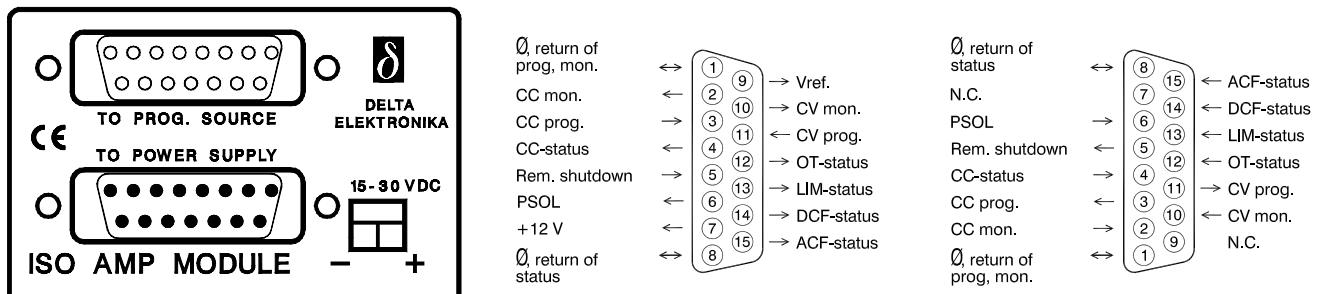 TO PROG. SOURCE
δ
DELTA
ELEKTRONIKA
CE
TO POWER SUPPLY
15-30 VDC
ISO AMP MODULE
− +
Ø, return of
prog, mon.
CC mon.
CC prog.
CC-status
Rem. shutdown
PSOL
+12 V
Ø, return of
status
↔ 1
← 2
→ 3
← 4
→ 5
← 6
← 7
↔ 8
9 → Vref.
10 → CV mon.
11 ← CV prog.
12 → OT-status
13 → LIM-status
14 → DCF-status
15 → ACF-status
Ø, return of
status
N.C.
PSOL
Rem. shutdown
CC-status
CC prog.
CC mon.
Ø, return of
prog, mon.
↔ 8
7
→ 6
← 5
→ 4
← 3
→ 2
↔ 1
15 ← ACF-status
14 ← DCF-status
13 ← LIM-status
12 ← OT-status
11 → CV prog.
10 ← CV mon.
9 N.C.